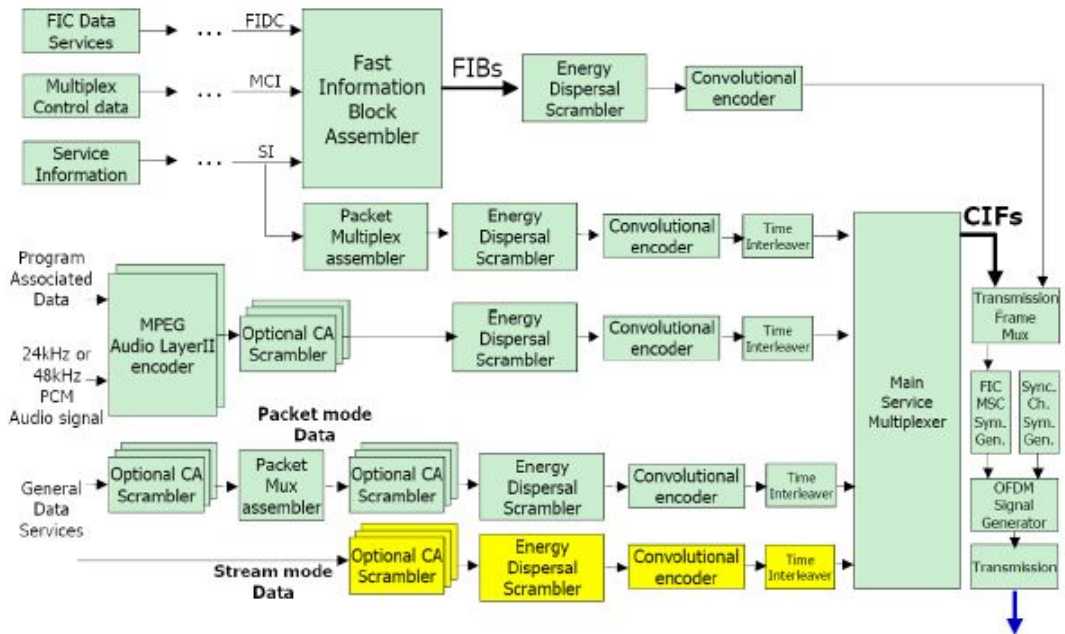 FIC Data
Services
...
FIDC
Multiplex
Control data
...
MCI
Service
Information
...
SI
Fast
Information
Block
Assembler
FIBs
Energy
Dispersal
Scrambler
Convolutional
encoder
Packet
Multiplex
assembler
Energy
Dispersal
Scrambler
Convolutional
encoder
Time
Interleaver
Program
Associated
Data
24kHz or
48kHz
PCM
Audio signal
MPEG
Audio LayerII
encoder
Optional CA
Scrambler
Energy
Dispersal
Scrambler
Convolutional
encoder
Time
Interleaver
General
Data
Services
Optional CA
Scrambler
Packet
Mux
assembler
Packet mode
Data
Optional CA
Scrambler
Energy
Dispersal
Scrambler
Convolutional
encoder
Time
Interleaver
Stream mode
Data
Optional CA
Scrambler
Energy
Dispersal
Scrambler
Convolutional
encoder
Time
Interleaver
Main
Service
Multiplexer
CIFs
Transmission
Frame
Mux
FIC
MSC
Sym.
Gen.
Sync.
Ch.
Sym.
Gen.
OFDM
Signal
Generator
Transmission